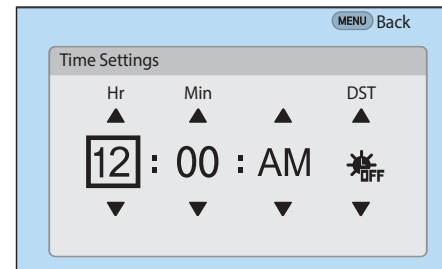 MENU Back
Time Settings
Hr Min DST
12 : 00 : AM OFF